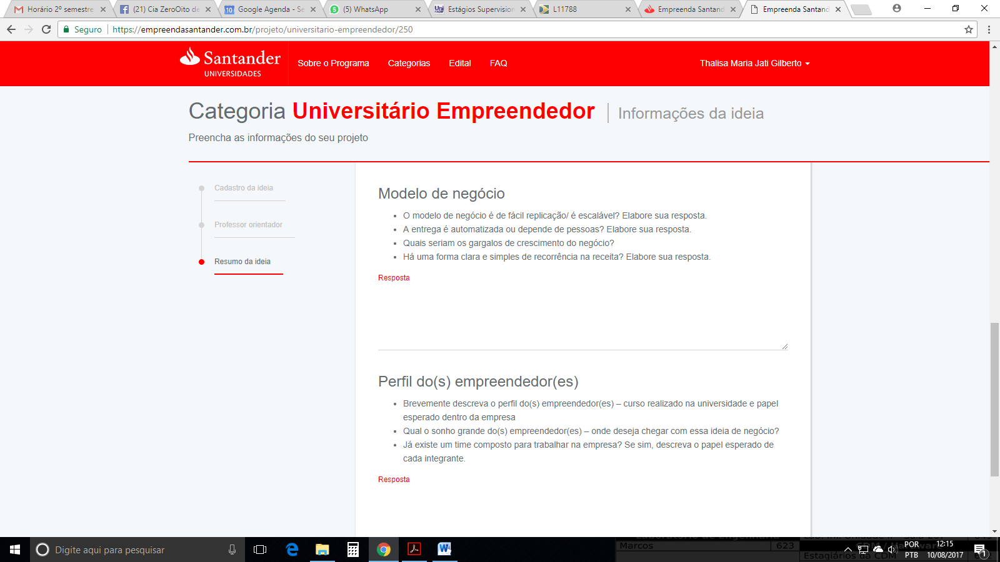 Horário 2º semestre
(21) Cia ZeroOito de
Google Agenda - Se
(5) WhatsApp
Estágios Supervision
L11788
Empreenda Santand
Empreenda Santand
Seguro
https://empreendasantander.com.br/projeto/universitario-empreendedor/250
Santander
UNIVERSIDADES
Sobre o Programa
Categorias
Edital
FAQ
Thalisa Maria Jati Gilberto
Categoria Universitário Empreendedor
Informações da ideia
Preencha as informações do seu projeto
Cadastro da ideia
Professor orientador
Resumo da ideia
Modelo de negócio
• O modelo de negócio é de fácil replicação/ é escalável? Elabore sua resposta.
• A entrega é automatizada ou depende de pessoas? Elabore sua resposta.
• Quais seriam os gargalos de crescimento do negócio?
• Há uma forma clara e simples de recorrência na receita? Elabore sua resposta.
Resposta
Perfil do(s) empreendedor(es)
• Brevemente descreva o perfil do(s) empreendedor(es) – curso realizado na universidade e papel
esperado dentro da empresa
• Qual o sonho grande do(s) empreendedor(es) – onde deseja chegar com essa ideia de negócio?
• Já existe um time composto para trabalhar na empresa? Se sim, descreva o papel esperado de
cada integrante.
Resposta
Digite aqui para pesquisar
Marcos
623
Estagiários da CDM
POR
PTB
12:15
10/08/2017
1